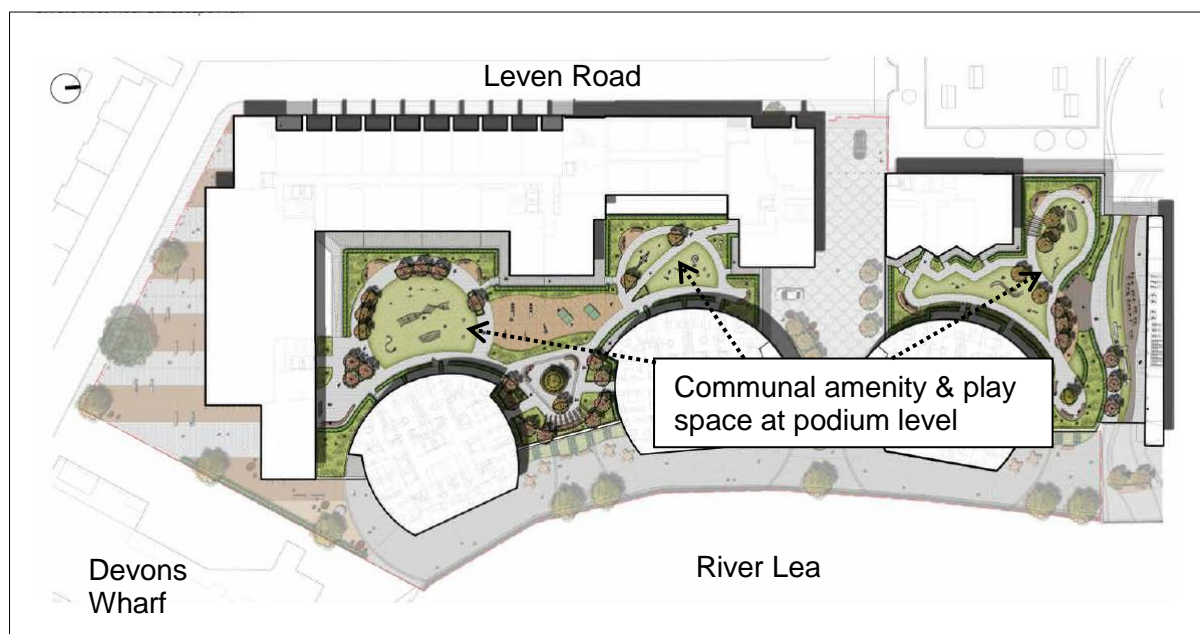 Leven Road
Communal amenity & play
space at podium level
Devons
Wharf
River Lea